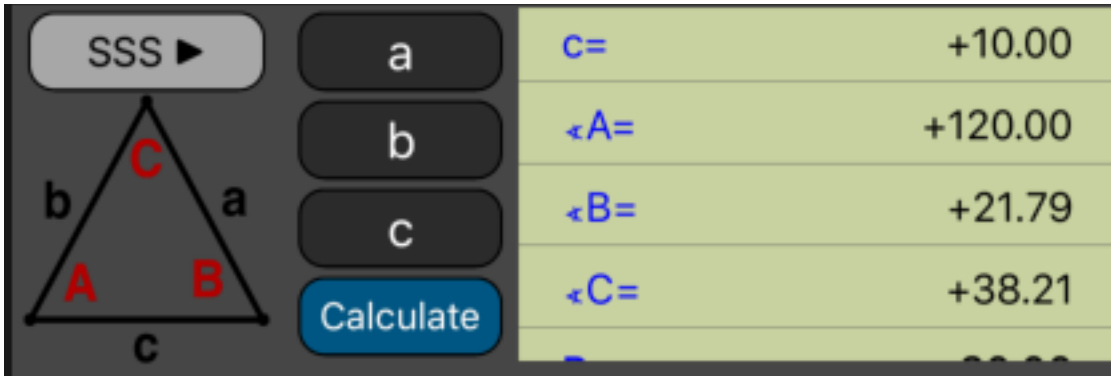 SSS ►
a
b
c
Calculate
C
b
a
A
B
c
c= +10.00
∢A= +120.00
∢B= +21.79
∢C= +38.21